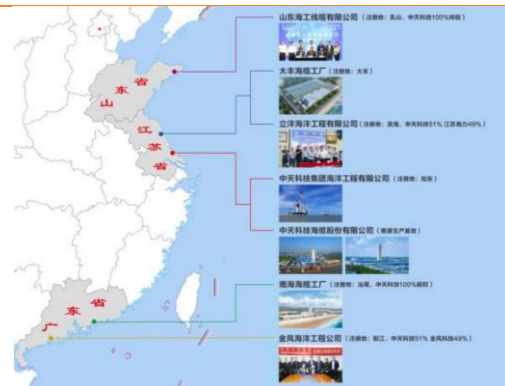 山东海工线缆有限公司（注册地：乳山，中天科技100%持股）
大丰海缆工厂（注册地：大丰）
立洋海洋工程有限公司（注册地：滨海，中天科技51% 江苏海力49%）
中天科技集团海洋工程有限公司（注册地：如东）
中天科技海缆股份有限公司（南通生产基地）
南海海缆工厂（注册地：汕尾，中天科技100%股权）
金风海洋工程公司（注册地：阳江，中天科技51% 金风科技49%）
山东省
江苏省
广东省